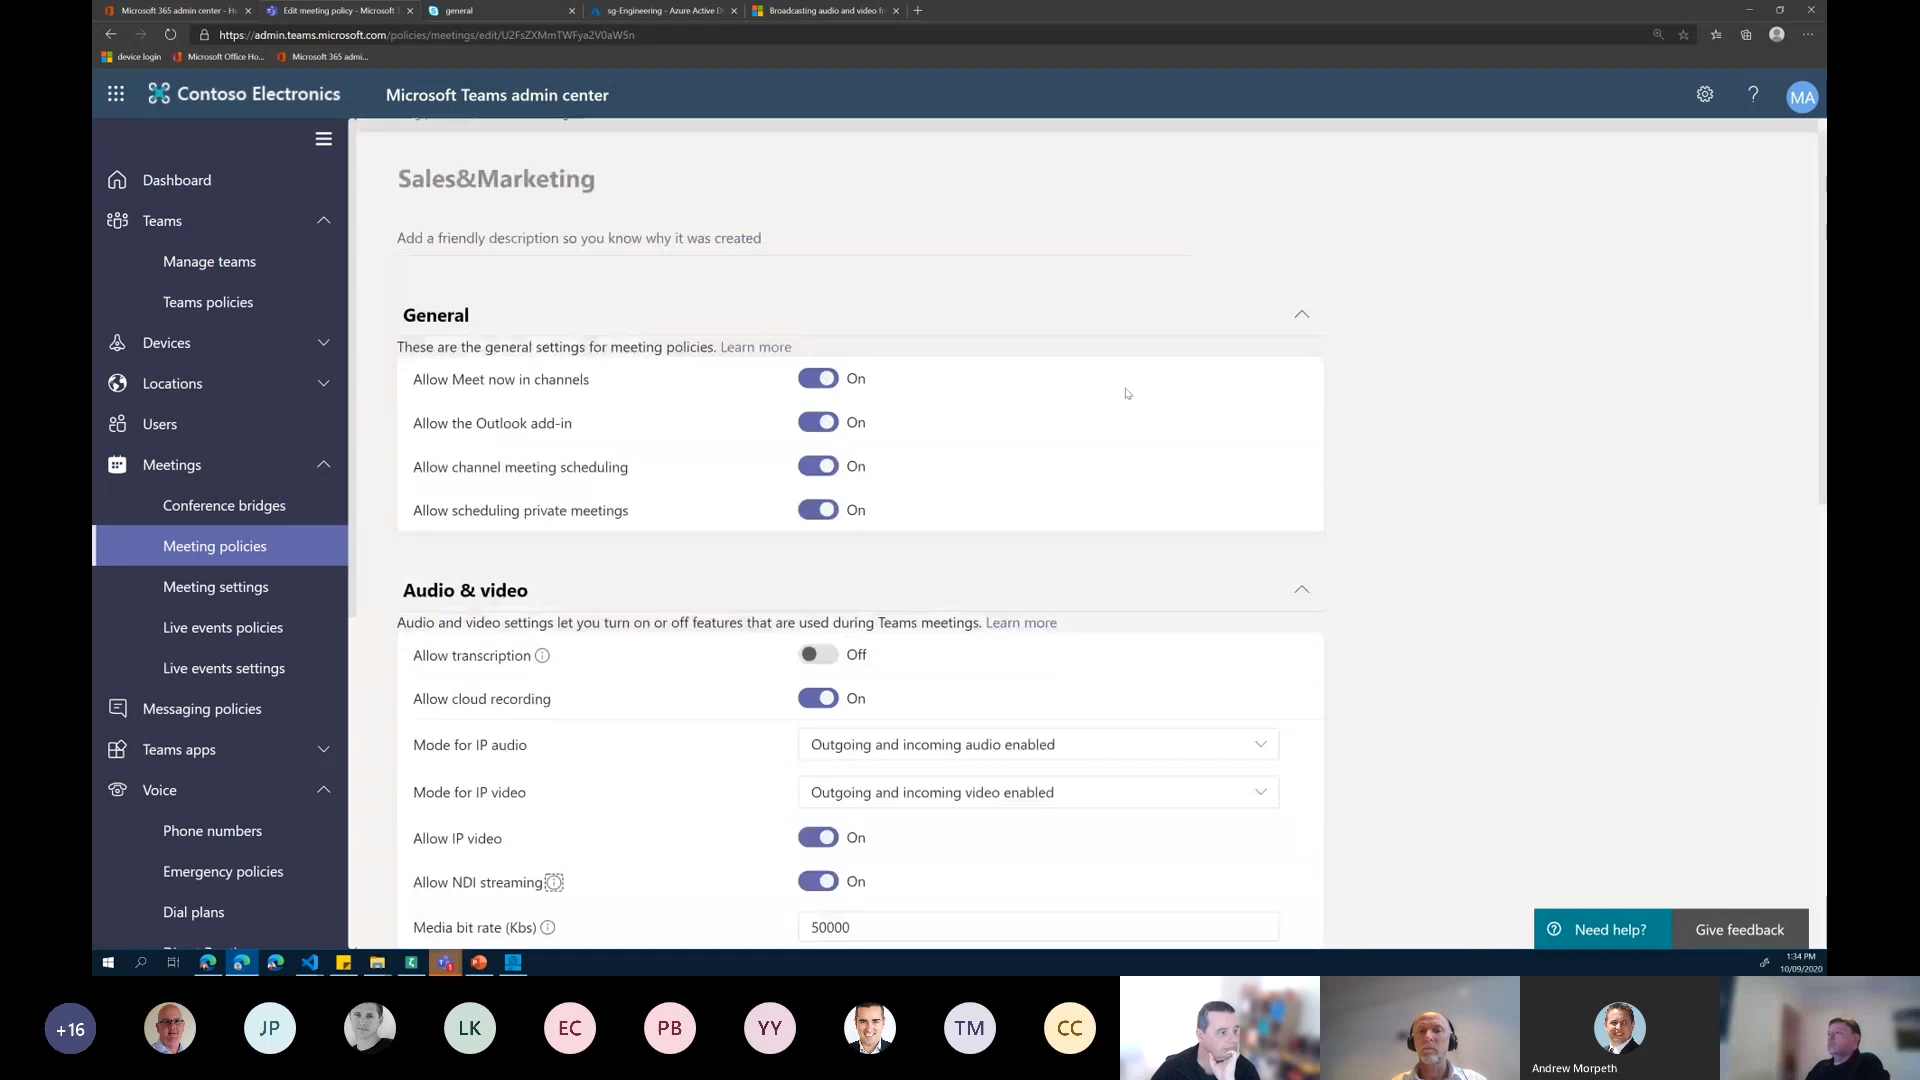 Microsoft 365 admin center - H
Edit meeting policy - Microsoft T
general
sg-Engineering - Azure Active Di
Broadcasting audio and video fr
https://admin.teams.microsoft.com/policies/meetings/edit/U2FsZXMmTWFya2V0aW5n
device login
Microsoft Office Ho...
Microsoft 365 admi...
Contoso Electronics
Microsoft Teams admin center
?
MA
Dashboard
Teams
Manage teams
Teams policies
Devices
Locations
Users
Meetings
Conference bridges
Meeting policies
Meeting settings
Live events policies
Live events settings
Messaging policies
Teams apps
Voice
Phone numbers
Emergency policies
Dial plans
Sales&Marketing
Add a friendly description so you know why it was created
General
These are the general settings for meeting policies. Learn more
Allow Meet now in channels On
Allow the Outlook add-in On
Allow channel meeting scheduling On
Allow scheduling private meetings On
Audio & video
Audio and video settings let you turn on or off features that are used during Teams meetings. Learn more
Allow transcription Off
Allow cloud recording On
Mode for IP audio Outgoing and incoming audio enabled
Mode for IP video Outgoing and incoming video enabled
Allow IP video On
Allow NDI streaming On
Media bit rate (Kbs) 50000
Need help?
Give feedback
1:34 PM
10/09/2020
+16
JP
LK
EC
PB
YY
TM
CC
Andrew Morpeth